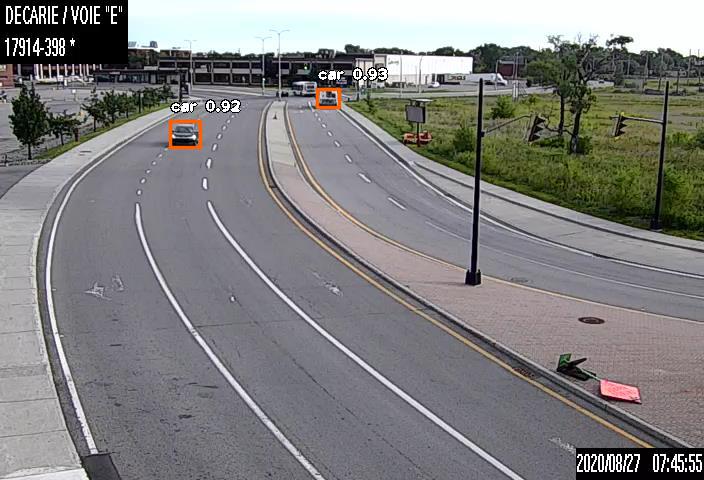 DECARIE / VOIE "E"
17914-398 *
car 0.93
car 0.92
2020/08/27 07:45:55